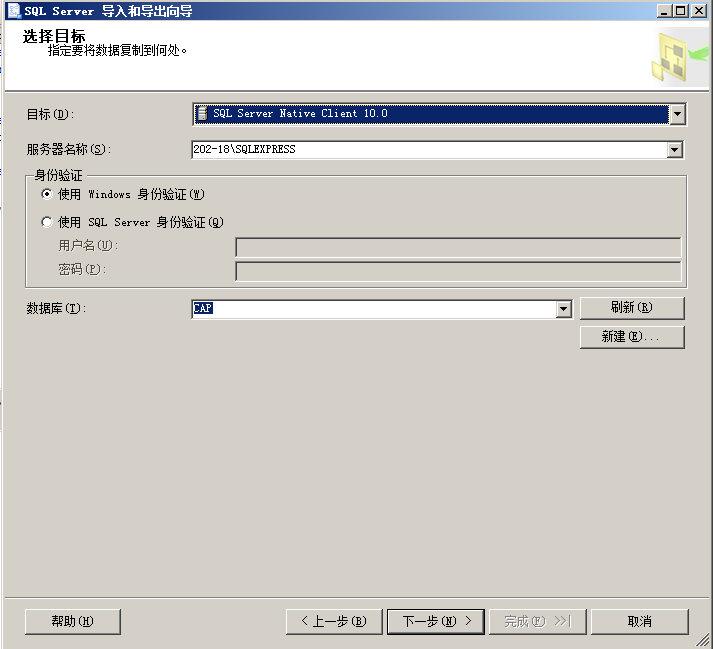 SQL Server 导入和导出向导
选择目标
指定要将数据复制到何处。
目标(D):
SQL Server Native Client 10.0
服务器名称(S):
202-18\SQLEXPRESS
身份验证
使用 Windows 身份验证(W)
使用 SQL Server 身份验证(Q)
用户名(U):
密码(P):
数据库(T):
CAP
刷新(R)
新建(E)...
帮助(H)
< 上一步(B)
下一步(N) >
完成(F) >>|
取消